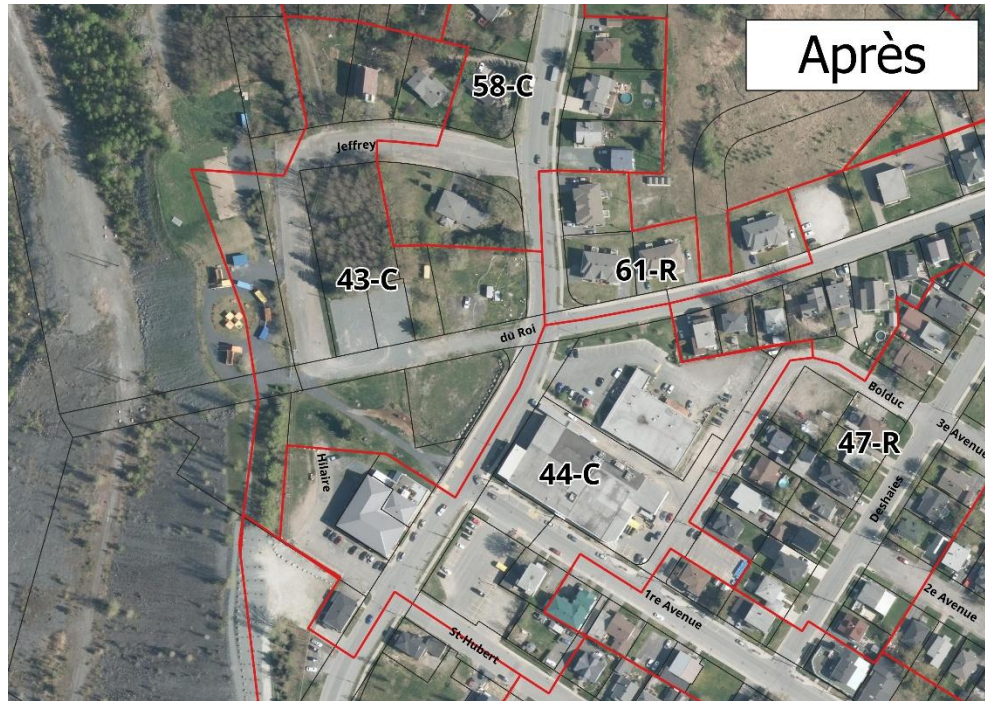 Après
58-C
Jeffrey
43-C
61-R
du Roi
Bolduc
3e Avenue
47-R
Hilaire
44-C
Deshaies
1re Avenue
2e Avenue
St-Hubert